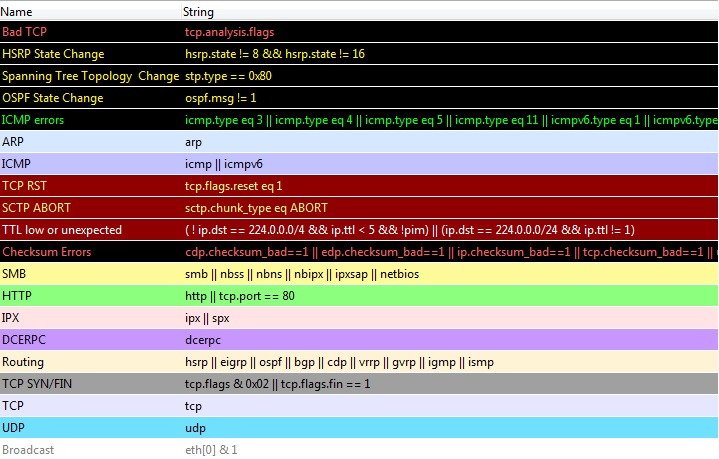 Name String
Bad TCP tcp.analysis.flags
HSRP State Change hsrp.state != 8 && hsrp.state != 16
Spanning Tree Topology  Change stp.type == 0x80
OSPF State Change ospf.msg != 1
ICMP errors icmp.type eq 3 || icmp.type eq 4 || icmp.type eq 5 || icmp.type eq 11 || icmpv6.type eq 1 || icmpv6.type
ARP arp
ICMP icmp || icmpv6
TCP RST tcp.flags.reset eq 1
SCTP ABORT sctp.chunk_type eq ABORT
TTL low or unexpected ( ! ip.dst == 224.0.0.0/4 && ip.ttl < 5 && !pim) || (ip.dst == 224.0.0.0/24 && ip.ttl != 1)
Checksum Errors cdp.checksum_bad==1 || edp.checksum_bad==1 || ip.checksum_bad==1 || tcp.checksum_bad==1 ||
SMB smb || nbss || nbns || nbipx || ipxsap || netbios
HTTP http || tcp.port == 80
IPX ipx || spx
DCERPC dcerpc
Routing hsrp || eigrp || ospf || bgp || cdp || vrrp || gvrp || igmp || ismp
TCP SYN/FIN tcp.flags & 0x02 || tcp.flags.fin == 1
TCP tcp
UDP udp
Broadcast eth[0] & 1